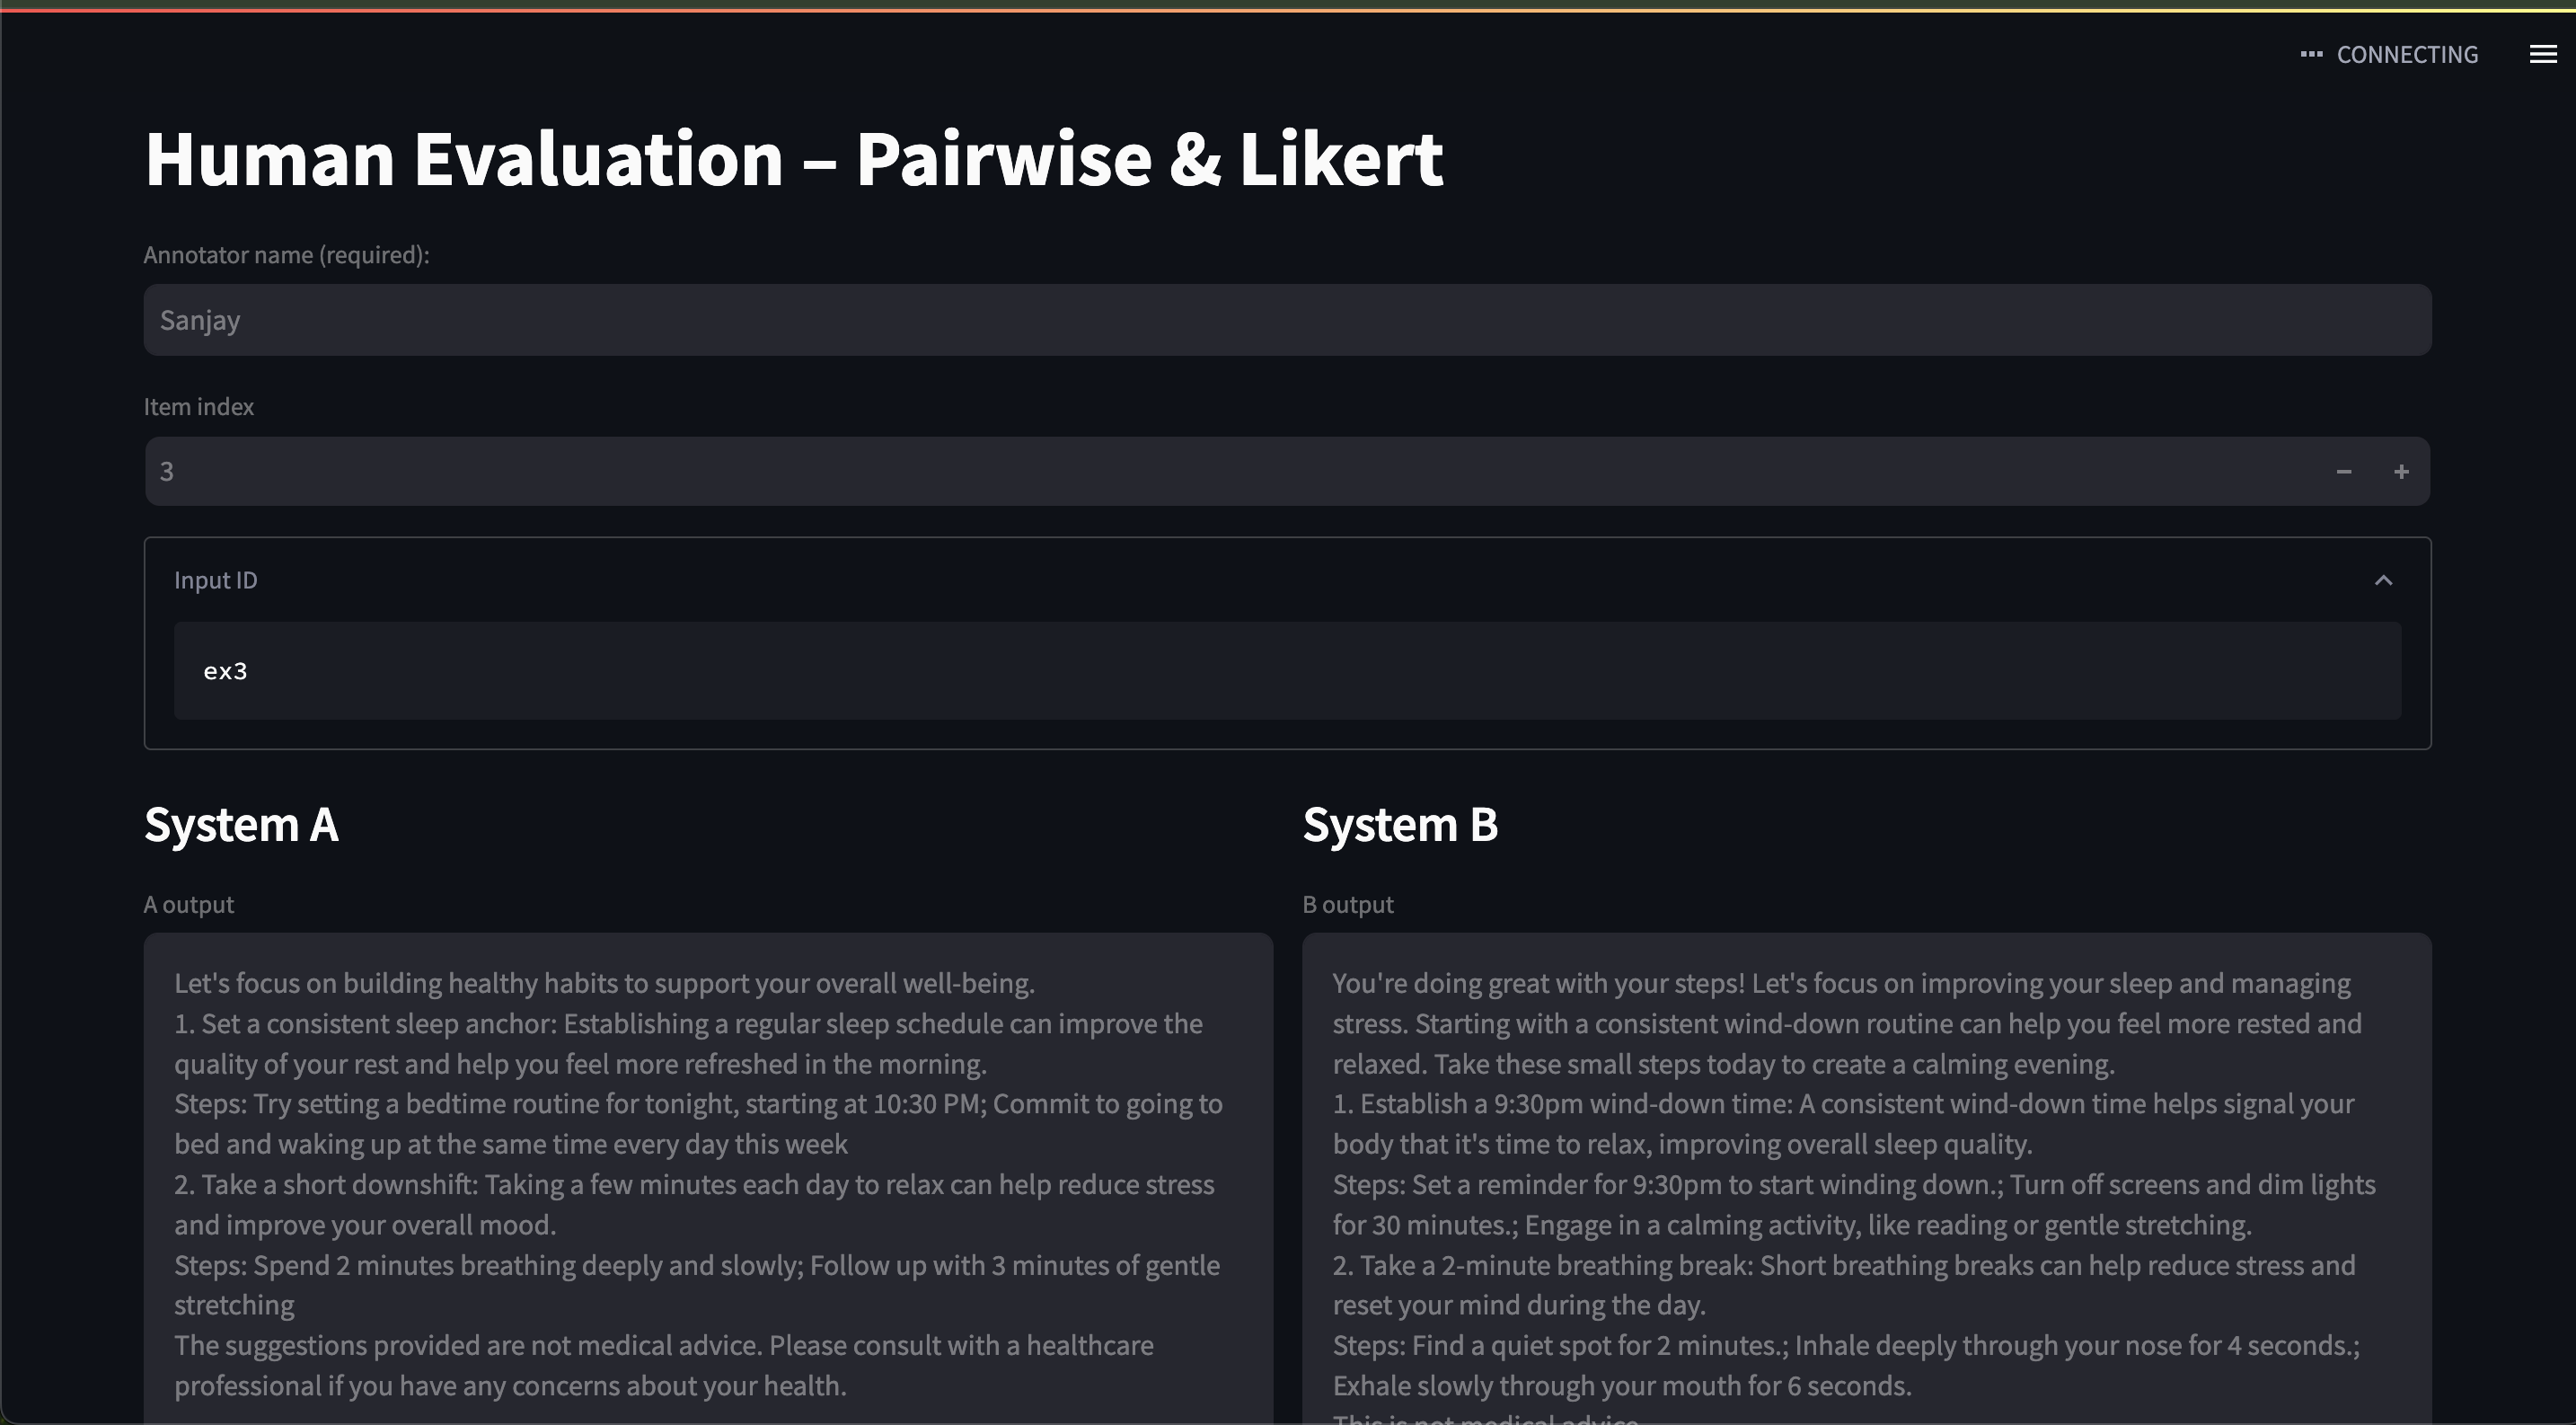 CONNECTING
Human Evaluation – Pairwise & Likert
Annotator name (required):
Sanjay
Item index
3
Input ID
ex3
System A
A output
Let's focus on building healthy habits to support your overall well-being.
1. Set a consistent sleep anchor: Establishing a regular sleep schedule can improve the
quality of your rest and help you feel more refreshed in the morning.
Steps: Try setting a bedtime routine for tonight, starting at 10:30 PM; Commit to going to
bed and waking up at the same time every day this week
2. Take a short downshift: Taking a few minutes each day to relax can help reduce stress
and improve your overall mood.
Steps: Spend 2 minutes breathing deeply and slowly; Follow up with 3 minutes of gentle
stretching
The suggestions provided are not medical advice. Please consult with a healthcare
professional if you have any concerns about your health.
System B
B output
You're doing great with your steps! Let's focus on improving your sleep and managing
stress. Starting with a consistent wind-down routine can help you feel more rested and
relaxed. Take these small steps today to create a calming evening.
1. Establish a 9:30pm wind-down time: A consistent wind-down time helps signal your
body that it's time to relax, improving overall sleep quality.
Steps: Set a reminder for 9:30pm to start winding down.; Turn off screens and dim lights
for 30 minutes.; Engage in a calming activity, like reading or gentle stretching.
2. Take a 2-minute breathing break: Short breathing breaks can help reduce stress and
reset your mind during the day.
Steps: Find a quiet spot for 2 minutes.; Inhale deeply through your nose for 4 seconds.;
Exhale slowly through your mouth for 6 seconds.
This is not medical advice